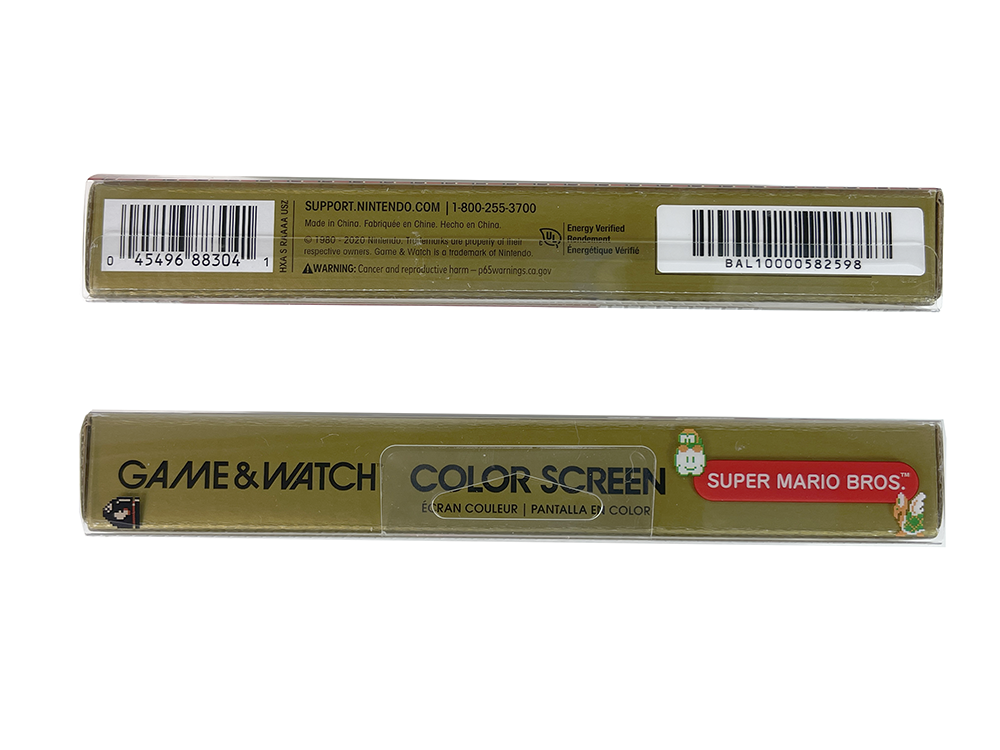 0 45496 88304 1
HXA S RAAAA USZ
SUPPORT.NINTENDO.COM | 1-800-255-3700
Made in China. Fabriquée en Chine. Hecho en China.
© 1980 - 2020 Nintendo. Trademarks are property of their
respective owners. Game & Watch is a trademark of Nintendo.
WARNING: Cancer and reproductive harm – p65warnings.ca.gov
UL
Energy Verified
Rendement
Énergétique Vérifié
BAL10000582598
GAME & WATCH COLOR SCREEN
ÉCRAN COULEUR | PANTALLA EN COLOR
SUPER MARIO BROS.™